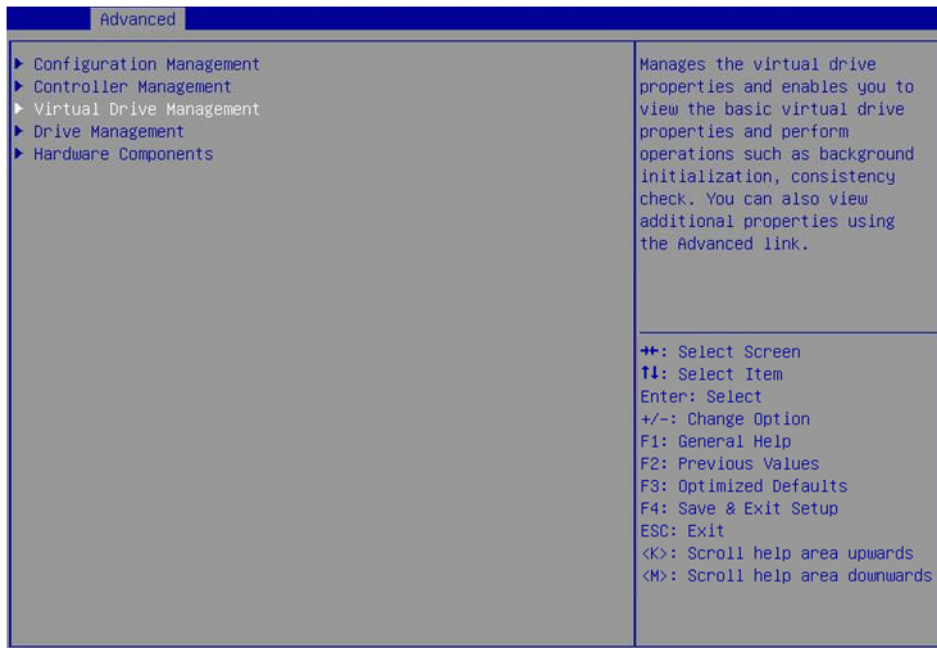 Advanced
Configuration Management
Controller Management
Virtual Drive Management
Drive Management
Hardware Components
Manages the virtual drive
properties and enables you to
view the basic virtual drive
properties and perform
operations such as background
initialization, consistency
check. You can also view
additional properties using
the Advanced link.
→←: Select Screen
↑↓: Select Item
Enter: Select
+/-: Change Option
F1: General Help
F2: Previous Values
F3: Optimized Defaults
F4: Save & Exit Setup
ESC: Exit
<K>: Scroll help area upwards
<M>: Scroll help area downwards